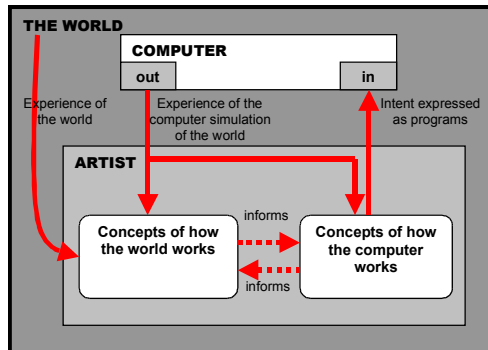 THE WORLD
COMPUTER
out
in
Experience of
the world
Experience of the
computer simulation
of the world
Intent expressed
as programs
ARTIST
Concepts of how
the world works
informs
informs
Concepts of how
the computer
works